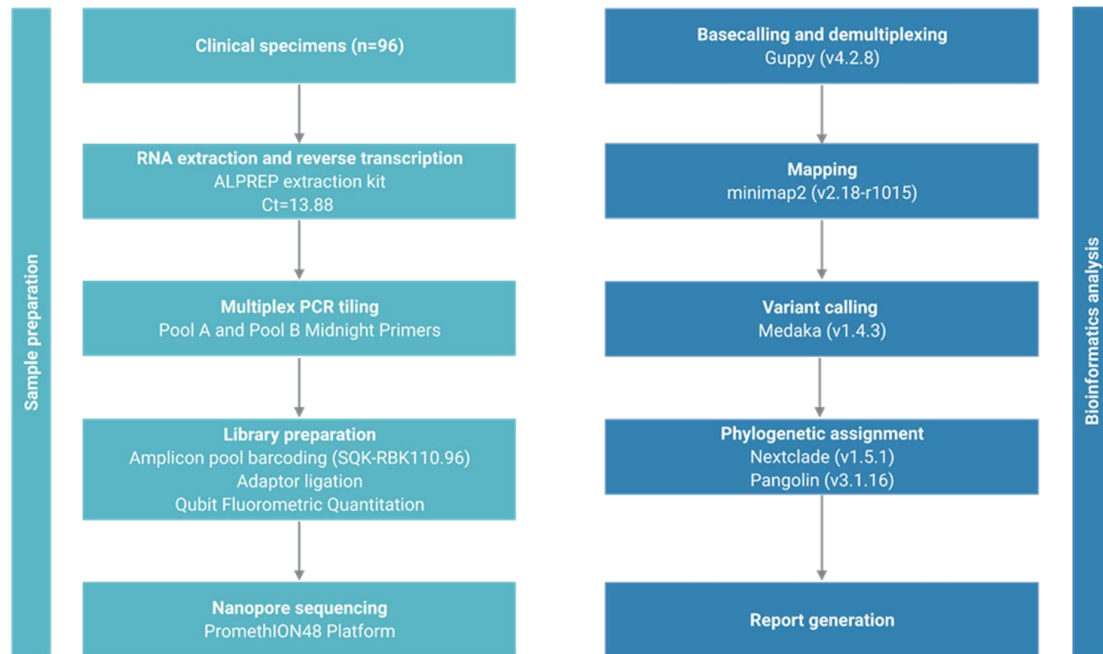 Sample preparation
Clinical specimens (n=96)
RNA extraction and reverse transcription
ALPREP extraction kit
Ct=13.88
Multiplex PCR tiling
Pool A and Pool B Midnight Primers
Library preparation
Amplicon pool barcoding (SQK-RBK110.96)
Adaptor ligation
Qubit Fluorometric Quantitation
Nanopore sequencing
PromethION48 Platform
Basecalling and demultiplexing
Guppy (v4.2.8)
Mapping
minimap2 (v2.18-r1015)
Variant calling
Medaka (v1.4.3)
Phylogenetic assignment
Nextclade (v1.5.1)
Pangolin (v3.1.16)
Report generation
Bioinformatics analysis